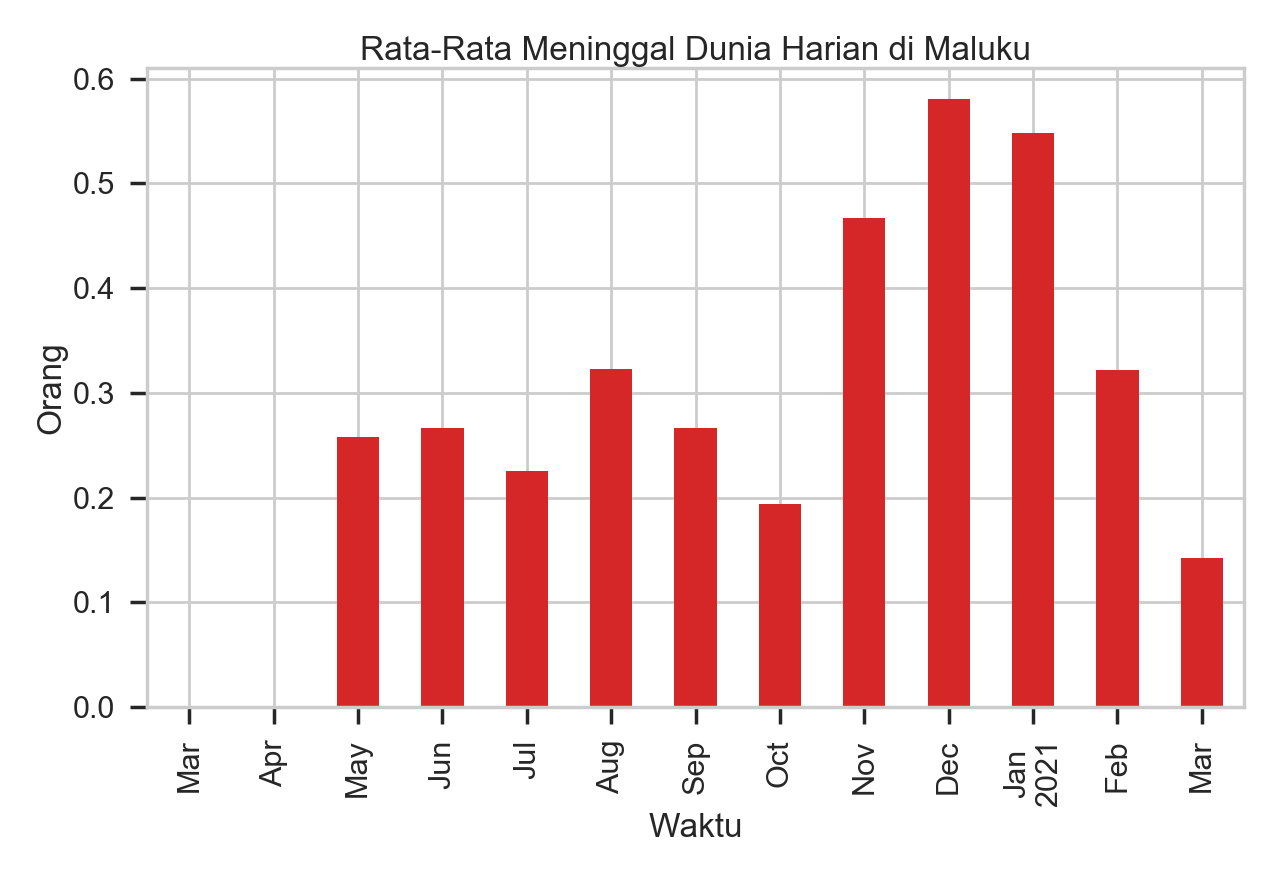 Rata-Rata Meninggal Dunia Harian di Maluku
0.6
0.5
0.4
0.3
0.2
0.1
0.0
Orang
Mar
Apr
May
Jun
Jul
Aug
Sep
Oct
Nov
Dec
Jan
2021
Feb
Mar
Waktu